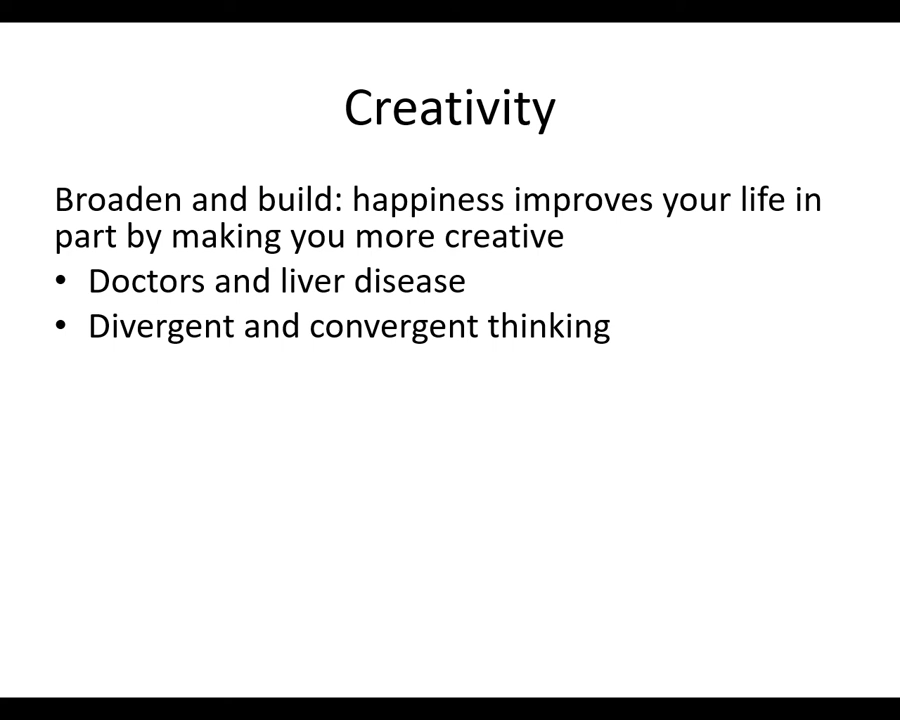 Creativity
Broaden and build: happiness improves your life in
part by making you more creative
• Doctors and liver disease
• Divergent and convergent thinking